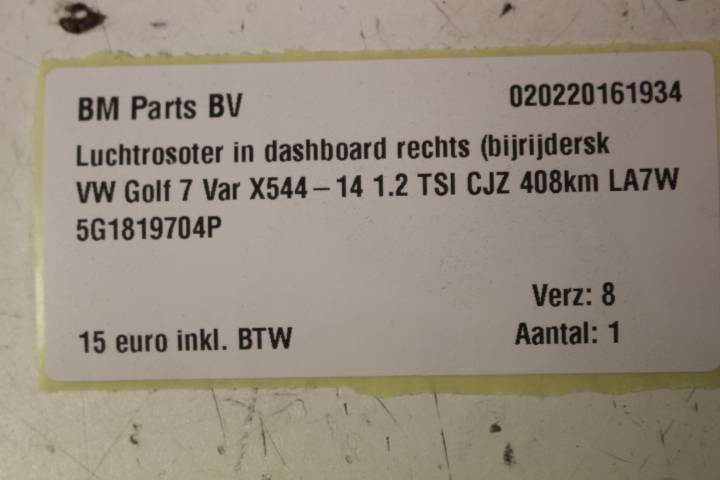 BM Parts BV 020220161934
Luchtrosoter in dashboard rechts (bijrijdersk
VW Golf 7 Var X544-14 1.2 TSI CJZ 408km LA7W
5G1819704P
Verz: 8
15 euro inkl. BTW Aantal: 1